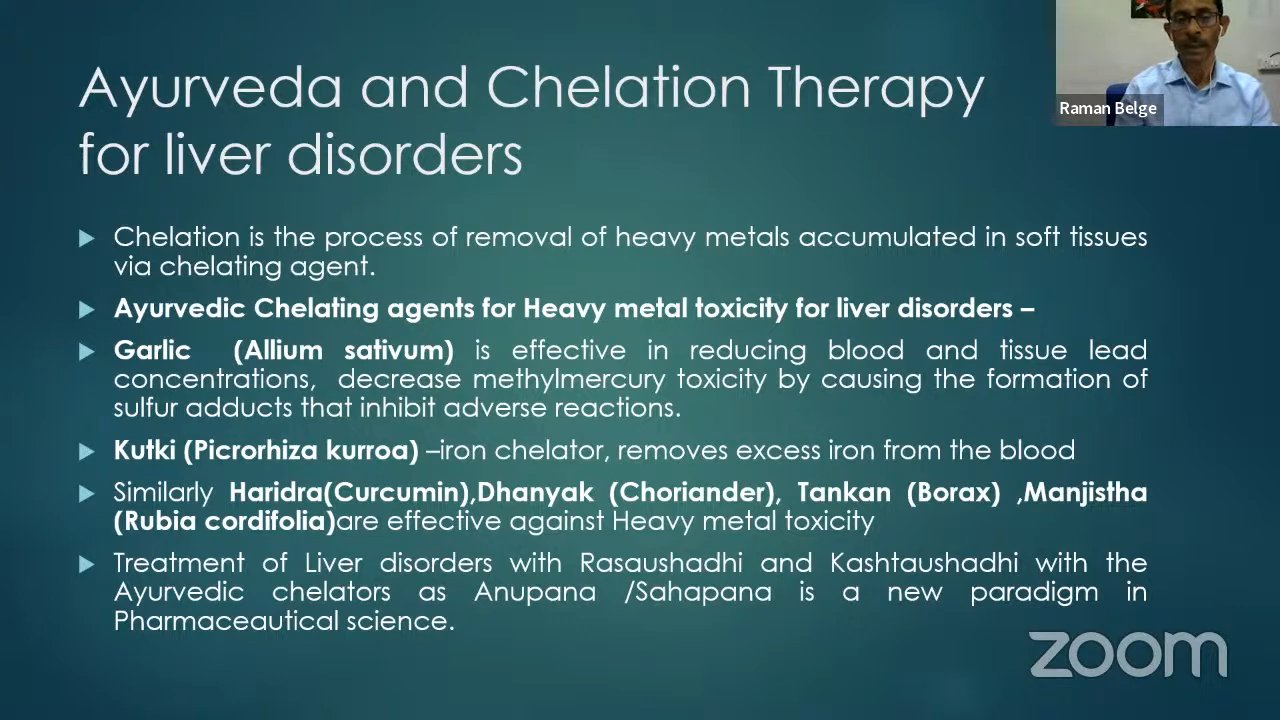 Ayurveda and Chelation Therapy
for liver disorders
Raman Belge
Chelation is the process of removal of heavy metals accumulated in soft tissues
via chelating agent.
Ayurvedic Chelating agents for Heavy metal toxicity for liver disorders –
Garlic (Allium sativum) is effective in reducing blood and tissue lead
concentrations, decrease methylmercury toxicity by causing the formation of
sulfur adducts that inhibit adverse reactions.
Kutki (Picrorhiza kurroa) –iron chelator, removes excess iron from the blood
Similarly Haridra(Curcumin),Dhanyak (Choriander), Tankan (Borax) ,Manjistha
(Rubia cordifolia)are effective against Heavy metal toxicity
Treatment of Liver disorders with Rasaushadhi and Kashtaushadhi with the
Ayurvedic chelators as Anupana /Sahapana is a new paradigm in
Pharmaceautical science.
zoom